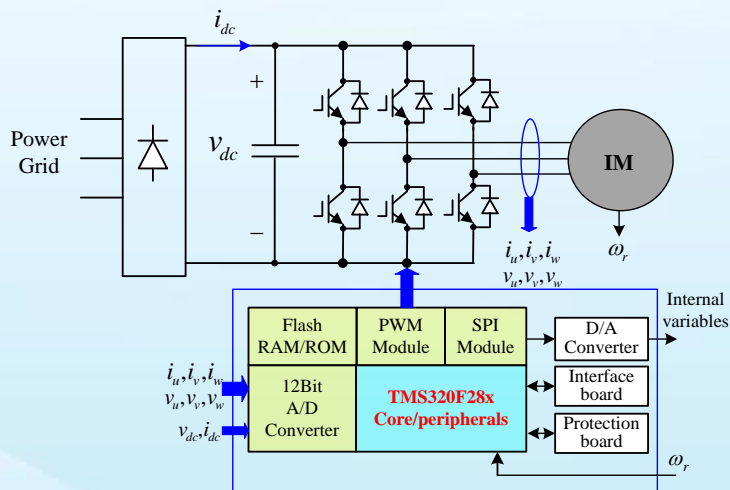 i_dc
Power
Grid
+
v_dc
−
IM
ω_r
i_u,i_v,i_w
v_u,v_v,v_w
Flash
RAM/ROM
PWM
Module
SPI
Module
D/A
Converter
Internal
variables
i_u,i_v,i_w
v_u,v_v,v_w
v_dc,i_dc
12Bit
A/D
Converter
TMS320F28x
Core/peripherals
Interface
board
Protection
board
ω_r